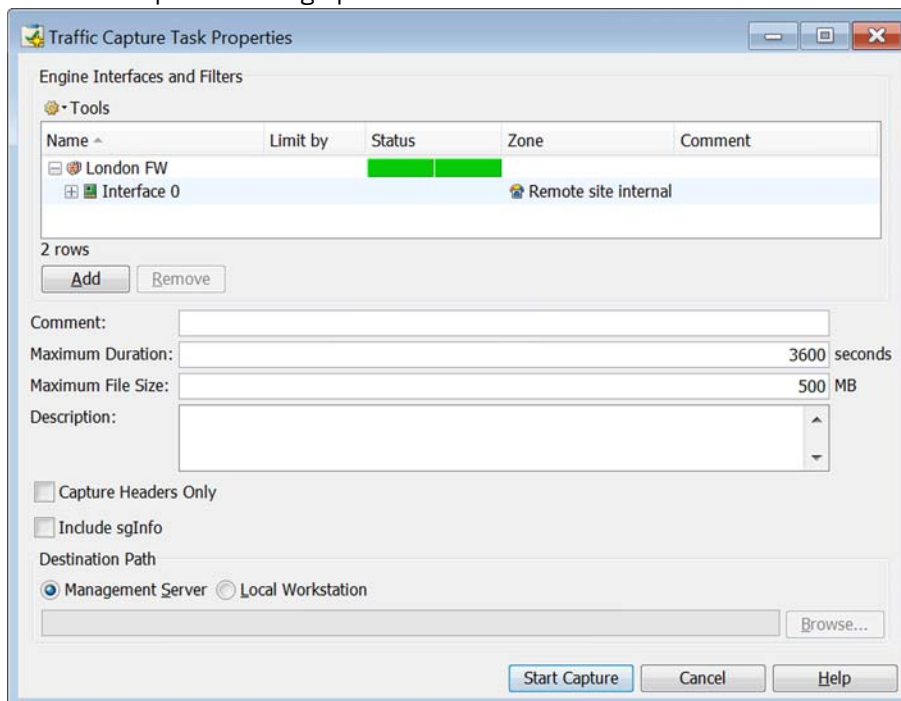 Traffic Capture Task Properties
Engine Interfaces and Filters
Tools
Name Limit by Status Zone Comment
London FW
Interface 0 Remote site internal
2 rows
Add Remove
Comment:
Maximum Duration: 3600 seconds
Maximum File Size: 500 MB
Description:
Capture Headers Only
Include sgInfo
Destination Path
Management Server Local Workstation
Browse...
Start Capture Cancel Help